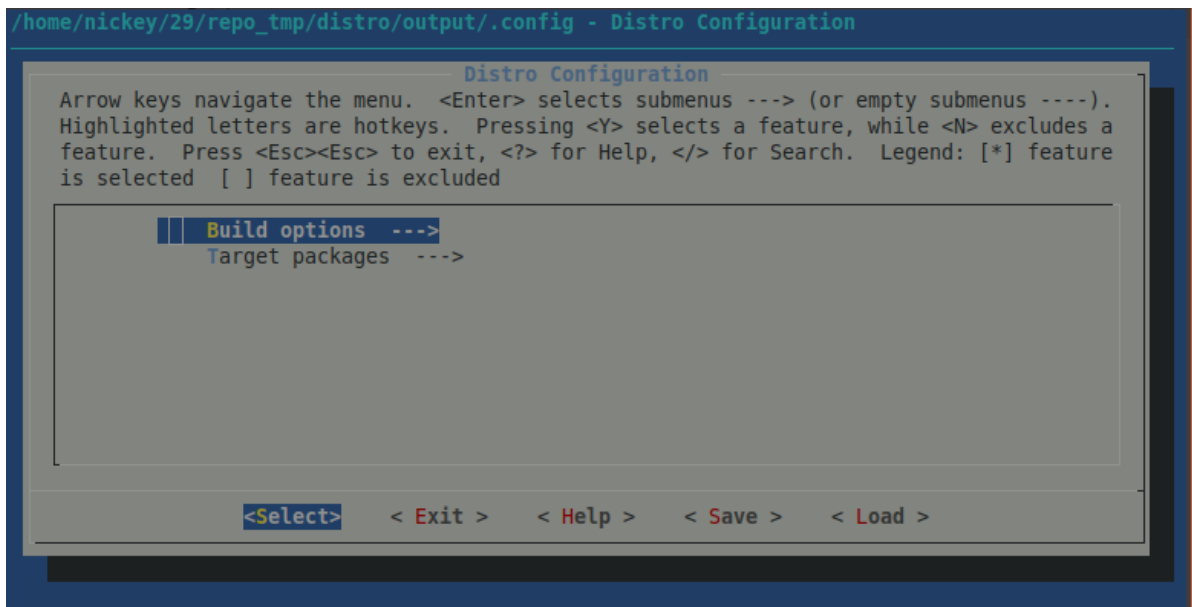 /home/nickey/29/repo_tmp/distro/output/.config - Distro Configuration
Distro Configuration
Arrow keys navigate the menu.  <Enter> selects submenus ---> (or empty submenus ----).
Highlighted letters are hotkeys.  Pressing <Y> selects a feature, while <N> excludes a
feature.  Press <Esc><Esc> to exit, <?> for Help, </> for Search.  Legend: [*] feature
is selected  [ ] feature is excluded
Build options  --->
Target packages  --->
<Select>    < Exit >    < Help >    < Save >    < Load >